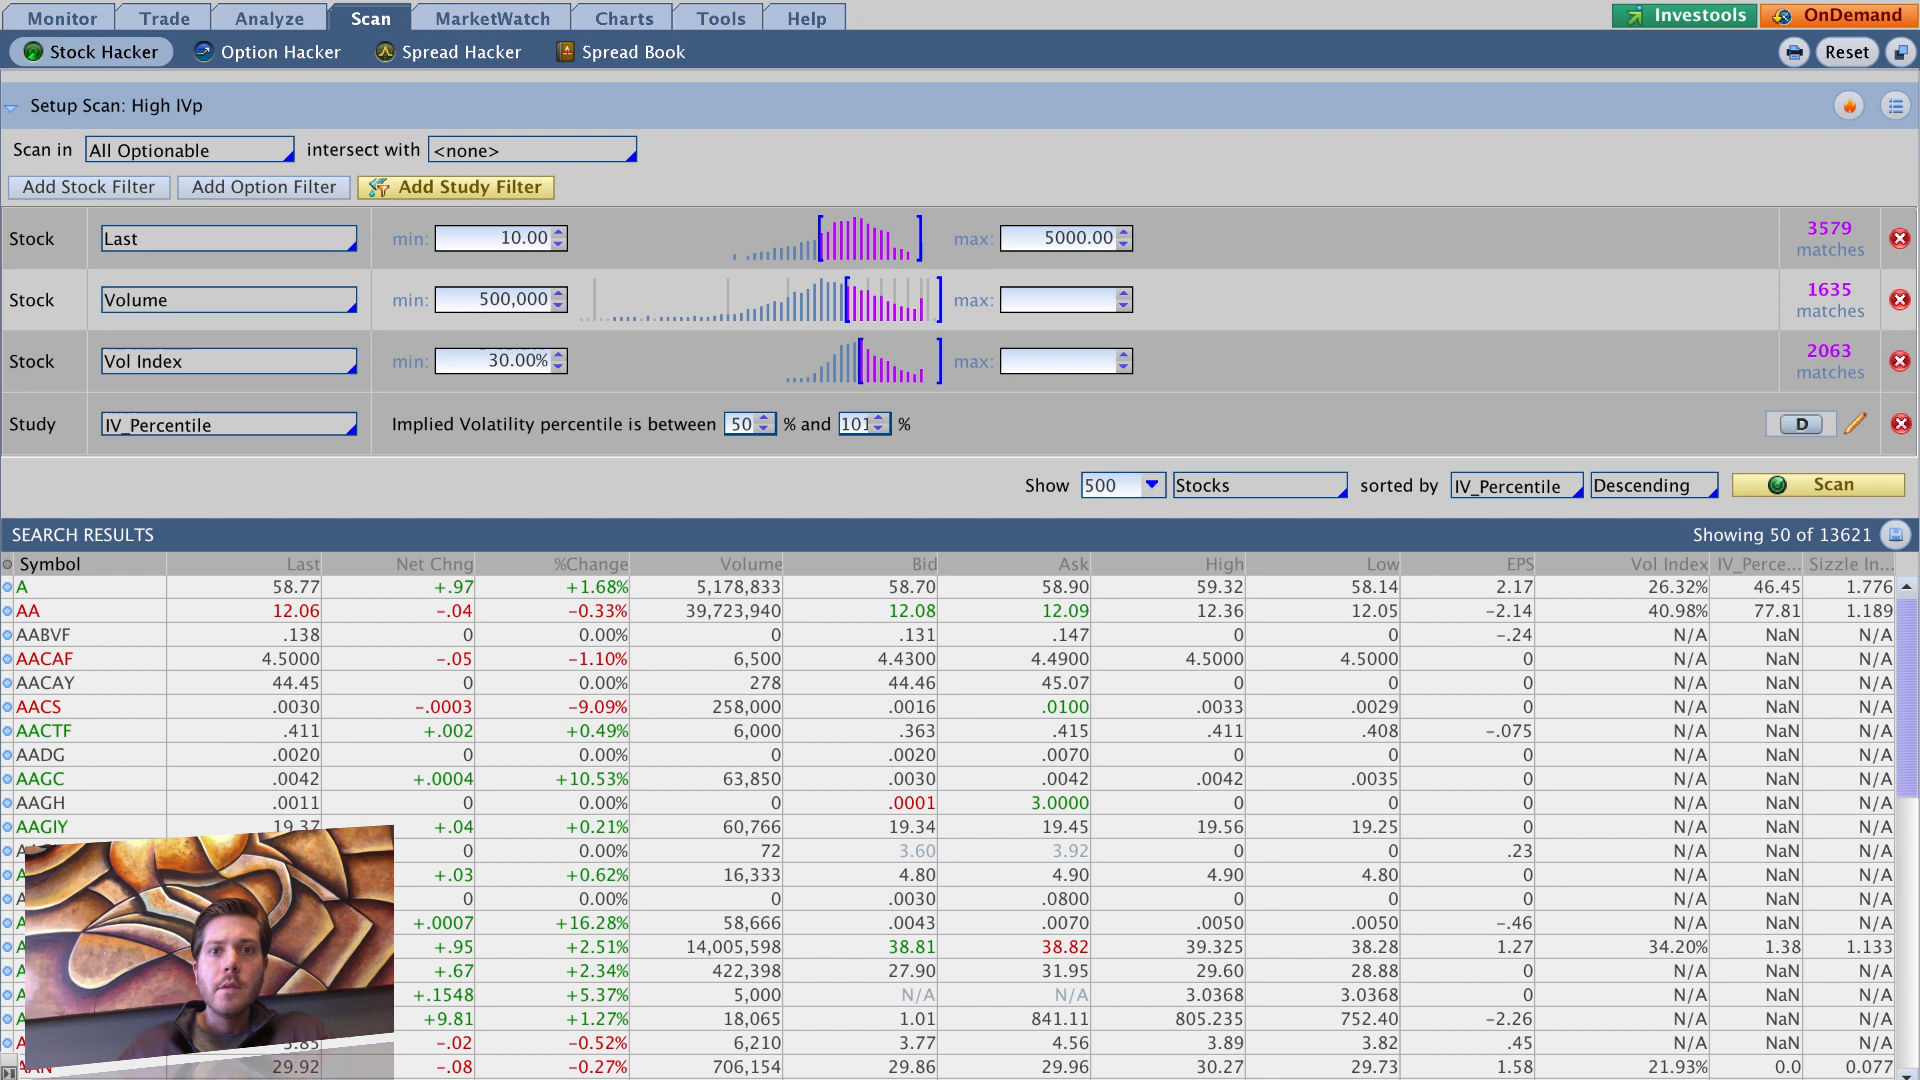 Monitor Trade Analyze Scan MarketWatch Charts Tools Help Investools OnDemand
Stock Hacker Option Hacker Spread Hacker Spread Book Reset
Setup Scan: High IVp
Scan in All Optionable intersect with <none>
Add Stock Filter Add Option Filter Add Study Filter
Stock Last min: 10.00 max: 5000.00 3579 matches
Stock Volume min: 500,000 max: 1635 matches
Stock Vol Index min: 30.00% max: 2063 matches
Study IV_Percentile Implied Volatility percentile is between 50 % and 101 % D
Show 500 Stocks sorted by IV_Percentile Descending Scan
SEARCH RESULTS Showing 50 of 13621
Symbol Last Net Chng %Change Volume Bid Ask High Low EPS Vol Index IV_Perce... Sizzle In...
A 58.77 +.97 +1.68% 5,178,833 58.70 58.90 59.32 58.14 2.17 26.32% 46.45 1.776
AA 12.06 -.04 -0.33% 39,723,940 12.08 12.09 12.36 12.05 -2.14 40.98% 77.81 1.189
AABVF .138 0 0.00% 0 .131 .147 0 0 -.24 N/A NaN N/A
AACAF 4.5000 -.05 -1.10% 6,500 4.4300 4.4900 4.5000 4.5000 0 N/A NaN N/A
AACAY 44.45 0 0.00% 278 44.46 45.07 0 0 0 N/A NaN N/A
AACS .0030 -.0003 -9.09% 258,000 .0016 .0100 .0033 .0029 0 N/A NaN N/A
AACTF .411 +.002 +0.49% 6,000 .363 .415 .411 .408 -.075 N/A NaN N/A
AADG .0020 0 0.00% 0 .0020 .0070 0 0 0 N/A NaN N/A
AAGC .0042 +.0004 +10.53% 63,850 .0030 .0042 .0042 .0035 0 N/A NaN N/A
AAGH .0011 0 0.00% 0 .0001 3.0000 0 0 0 N/A NaN N/A
AAGIY 19.37 +.04 +0.21% 60,766 19.34 19.45 19.56 19.25 0 N/A NaN N/A
0 0.00% 72 3.60 3.92 0 0 .23 N/A NaN N/A
+.03 +0.62% 16,333 4.80 4.90 4.90 4.80 0 N/A NaN N/A
0 0.00% 0 .0030 .0800 0 0 0 N/A NaN N/A
+.0007 +16.28% 58,666 .0043 .0070 .0050 .0050 -.46 N/A NaN N/A
+.95 +2.51% 14,005,598 38.81 38.82 39.325 38.28 1.27 34.20% 1.38 1.133
+.67 +2.34% 422,398 27.90 31.95 29.60 28.88 0 N/A NaN N/A
+.1548 +5.37% 5,000 N/A N/A 3.0368 3.0368 0 N/A NaN N/A
+9.81 +1.27% 18,065 1.01 841.11 805.235 752.40 -2.26 N/A NaN N/A
3.85 -.02 -0.52% 6,210 3.77 4.56 3.89 3.82 .45 N/A NaN N/A
AAN 29.92 -.08 -0.27% 706,154 29.86 29.96 30.27 29.73 1.58 21.93% 0.0 0.077